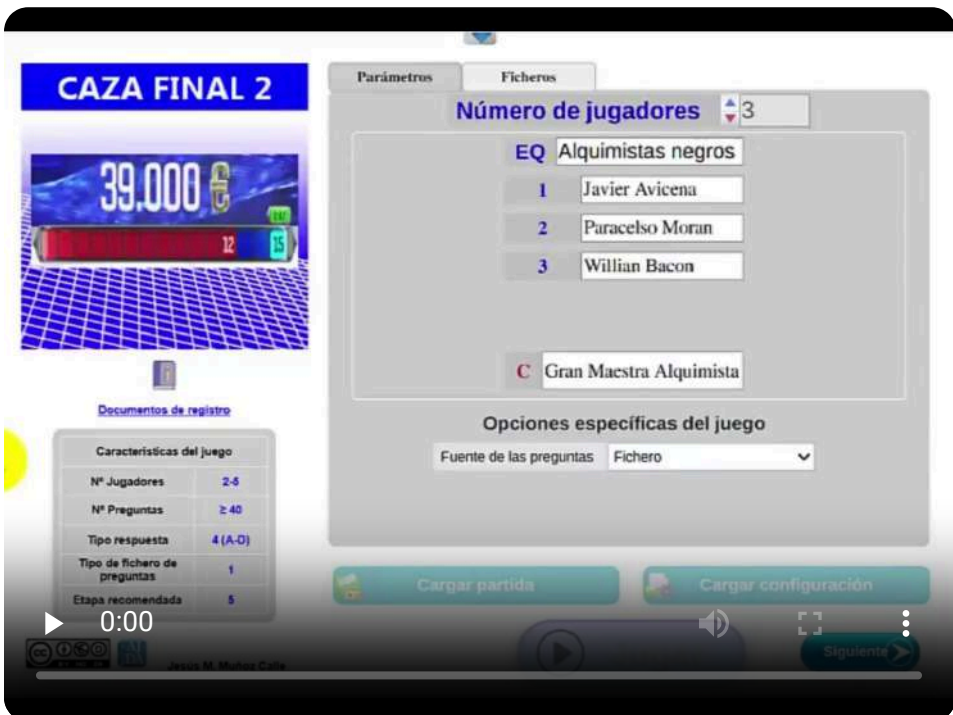 CAZA FINAL 2
39.000 €
12
15
Documentos de registro
Características del juego
Nº Jugadores 2-5
Nº Preguntas ≥ 40
Tipo respuesta 4 (A-D)
Tipo de fichero de preguntas 1
Etapa recomendada 5
Jesús M. Muñoz Calle
Parámetros
Ficheros
Número de jugadores 3
EQ Alquimistas negros
1 Javier Avicena
2 Paracelso Moran
3 Willian Bacon
C Gran Maestra Alquimista
Opciones específicas del juego
Fuente de las preguntas Fichero
Cargar partida
Cargar configuración
Siguiente
0:00